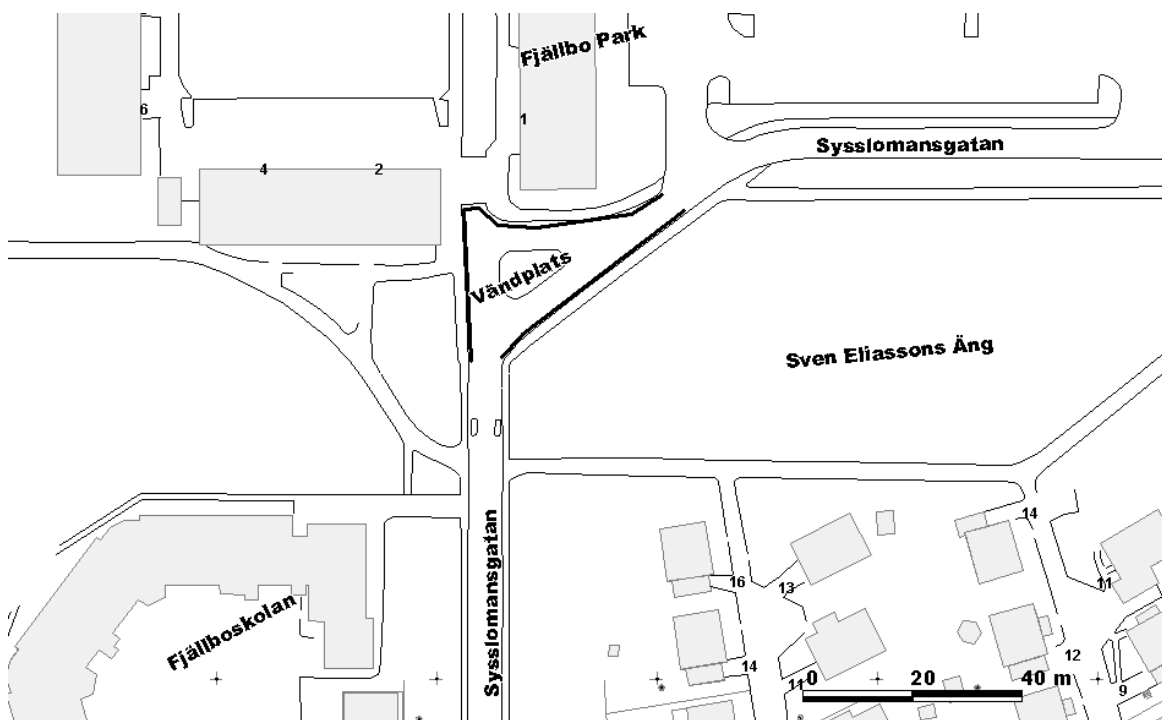 Fjällbo Park
6
1
Sysslomansgatan
4
2
Vändplats
Sven Eliassons Äng
Sysslomansgatan
14
16
13
11
Fjällboskolan
14
11
12
9
0 20 40 m